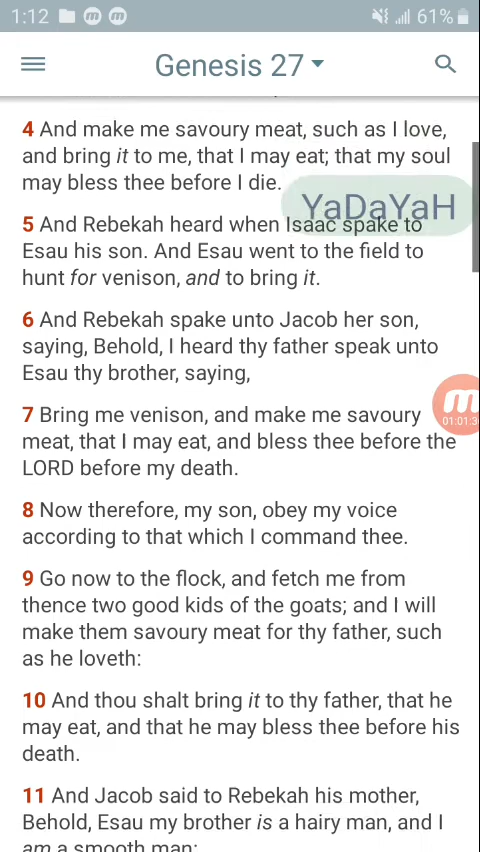 1:12
61%
Genesis 27
4 And make me savoury meat, such as I love,
and bring it to me, that I may eat; that my soul
may bless thee before I die.
YaDaYaH
5 And Rebekah heard when Isaac spake to
Esau his son. And Esau went to the field to
hunt for venison, and to bring it.
6 And Rebekah spake unto Jacob her son,
saying, Behold, I heard thy father speak unto
Esau thy brother, saying,
7 Bring me venison, and make me savoury
meat, that I may eat, and bless thee before the
LORD before my death.
01:01:3
8 Now therefore, my son, obey my voice
according to that which I command thee.
9 Go now to the flock, and fetch me from
thence two good kids of the goats; and I will
make them savoury meat for thy father, such
as he loveth:
10 And thou shalt bring it to thy father, that he
may eat, and that he may bless thee before his
death.
11 And Jacob said to Rebekah his mother,
Behold, Esau my brother is a hairy man, and I
am a smooth man: